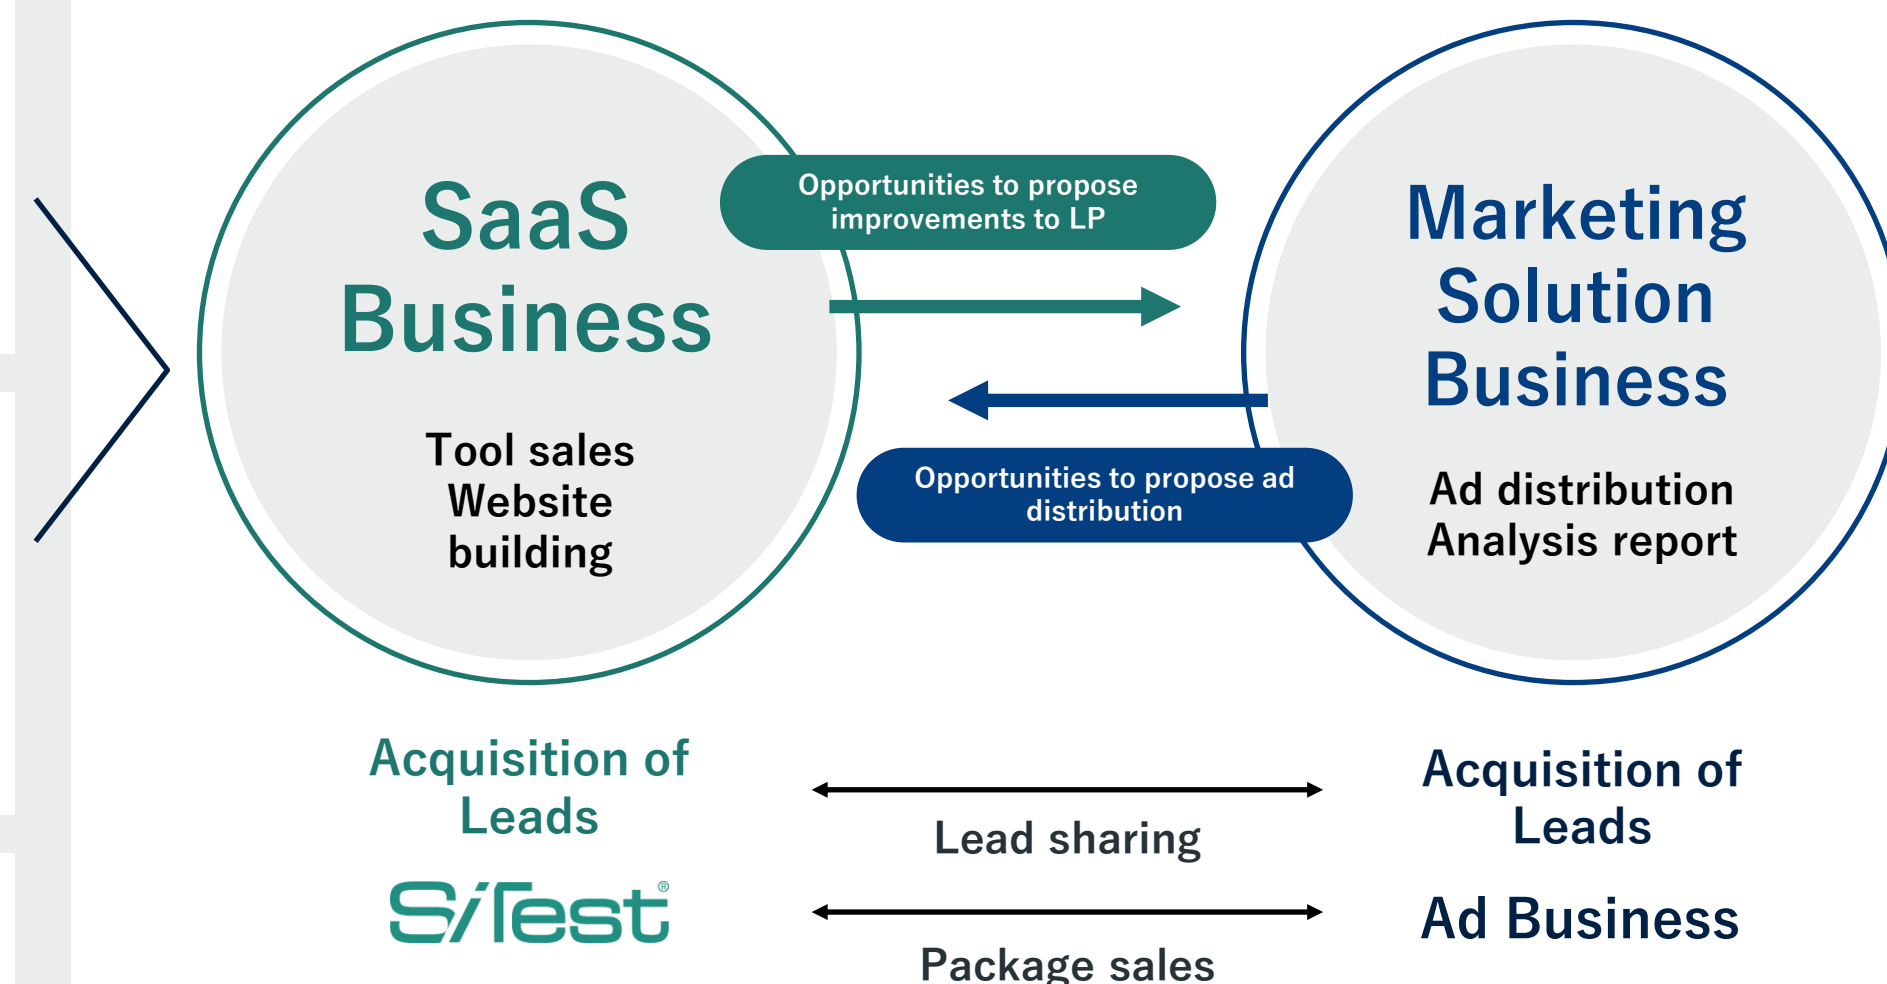 SaaS
Business
Tool sales
Website
building
Opportunities to propose
improvements to LP
Opportunities to propose ad
distribution
Marketing
Solution
Business
Ad distribution
Analysis report
Acquisition of
Leads
Lead sharing
Acquisition of
Leads
SiTest®
Package sales
Ad Business